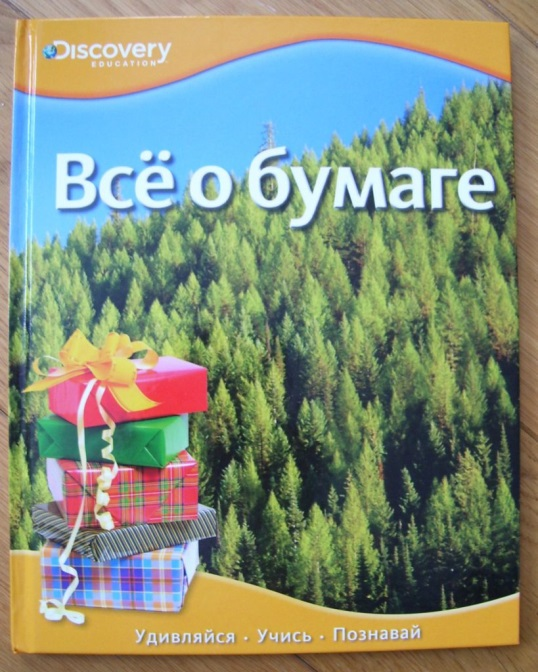 Discovery
EDUCATION
Всё о бумаге
Удивляйся · Учись · Познавай